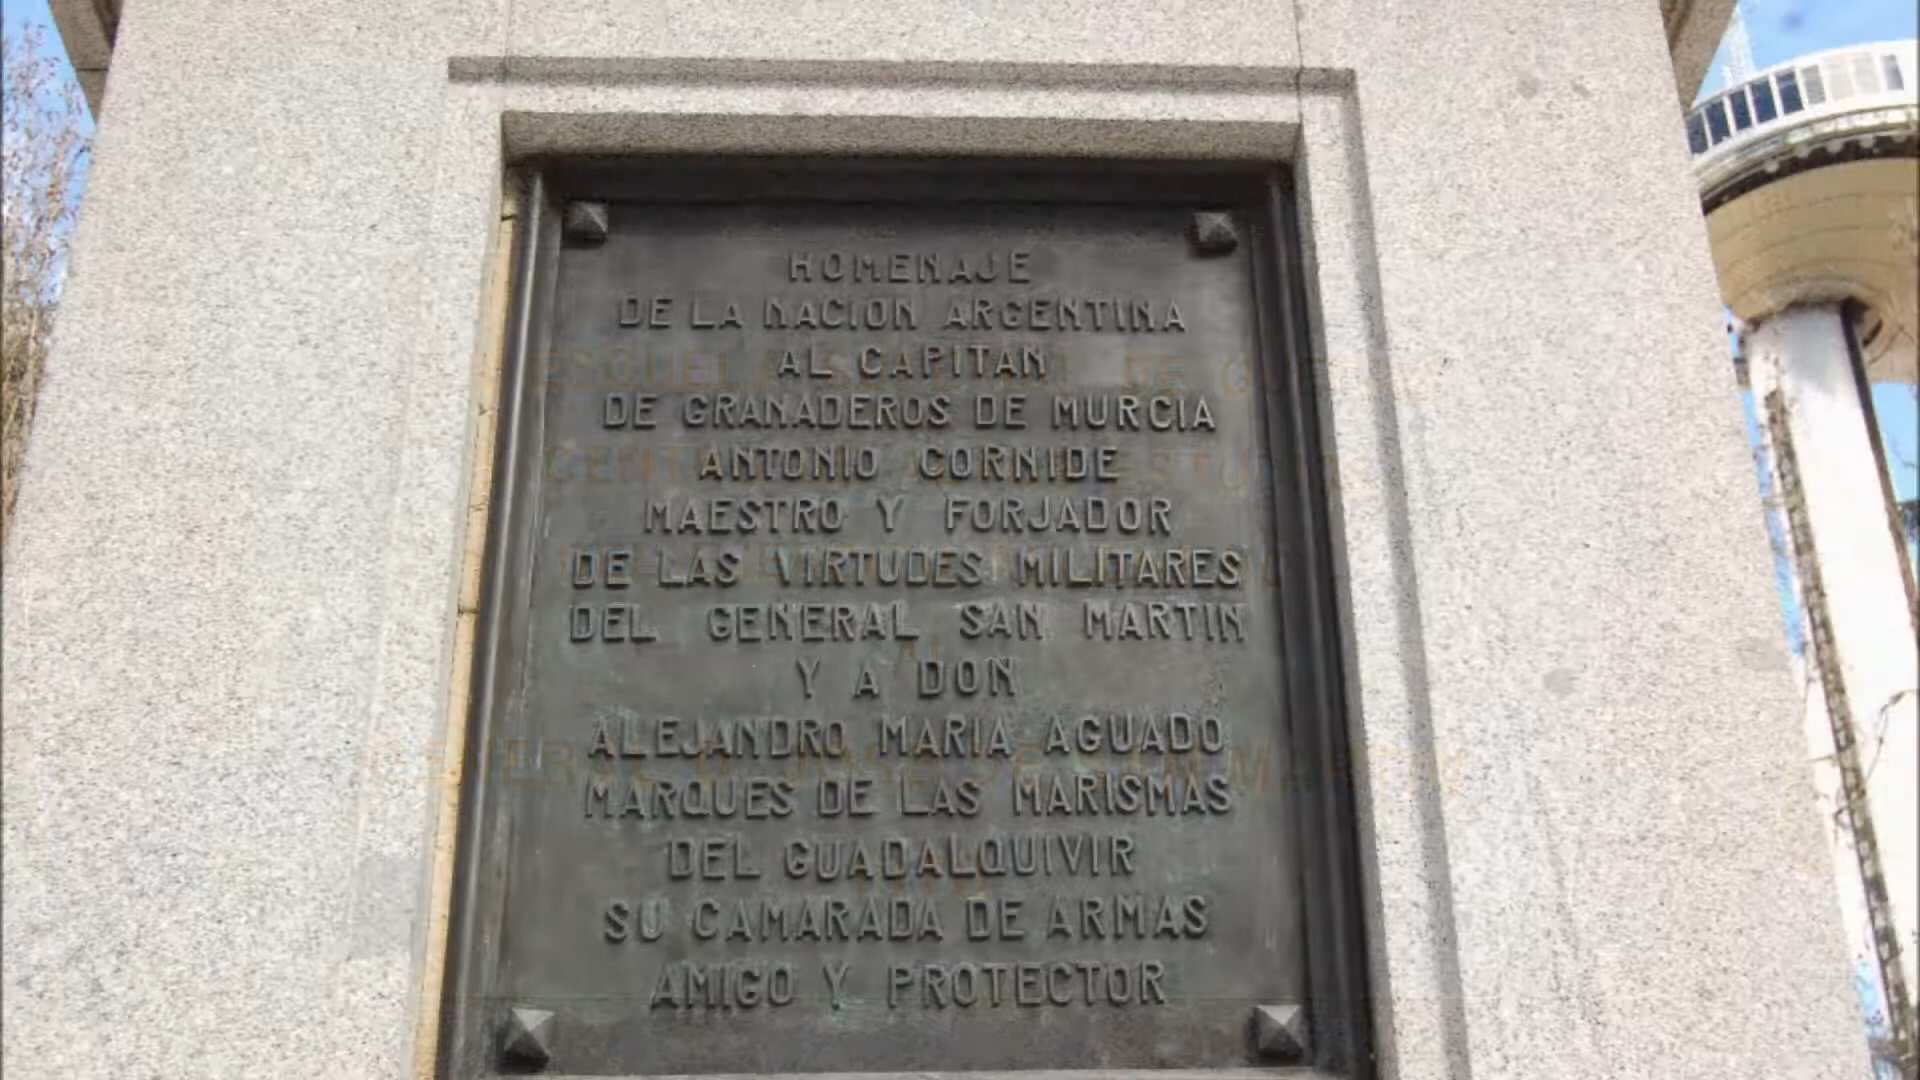 HOMENAJE
DE LA NACION ARGENTINA
AL CAPITAN
DE GRANADEROS DE MURCIA
ANTONIO CORNIDE
MAESTRO Y FORJADOR
DE LAS VIRTUDES MILITARES
DEL GENERAL SAN MARTIN
Y A DON
ALEJANDRO MARIA AGUADO
MARQUES DE LAS MARISMAS
DEL GUADALQUIVIR
SU CAMARADA DE ARMAS
AMIGO Y PROTECTOR